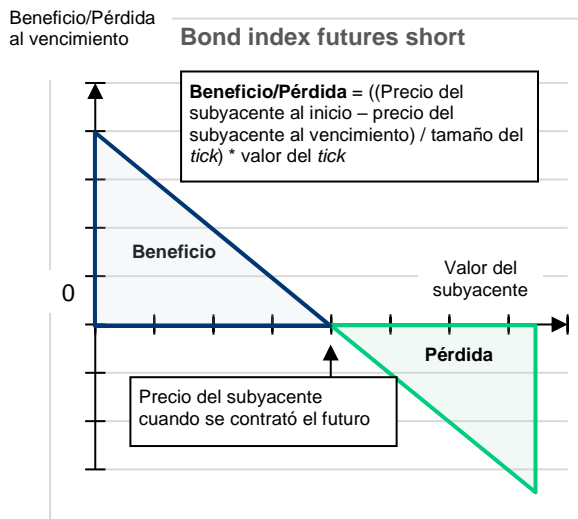 Beneficio/Pérdida
al vencimiento
Bond index futures short
Beneficio/Pérdida = ((Precio del
subyacente al inicio – precio del
subyacente al vencimiento) / tamaño del
tick) * valor del tick
Beneficio
Valor del
subyacente
0
Pérdida
Precio del subyacente
cuando se contrató el futuro